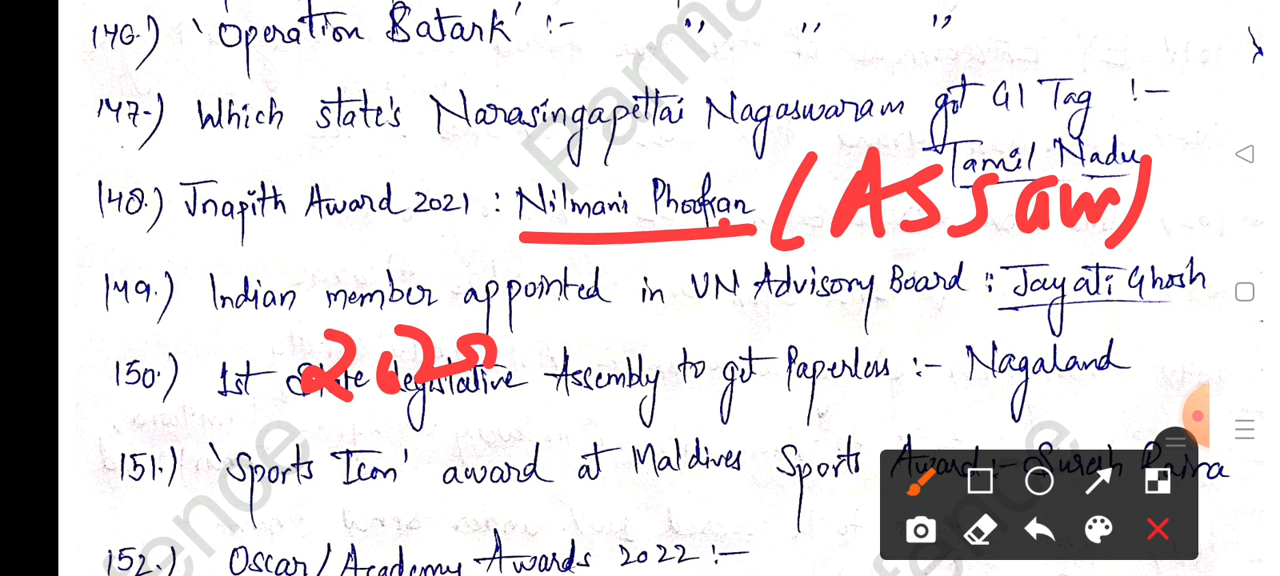 146.) 'Operation Satark' :- ,, ,, ,,
147.) Which state's Narasingapettai Nagaswaram got GI Tag :-
Tamil Nadu
148.) Jnapith Award 2021 : Nilmani Phookan (Assam)
149.) Indian member appointed in UN Advisory Board : Jayati Ghosh
2020
150.) 1st State Legislative Assembly to get Paperless :- Nagaland
151.) 'Sports Icon' award at Maldives Sports Award :- Suresh Raina
152.) Oscar/Academy Awards 2022 :-